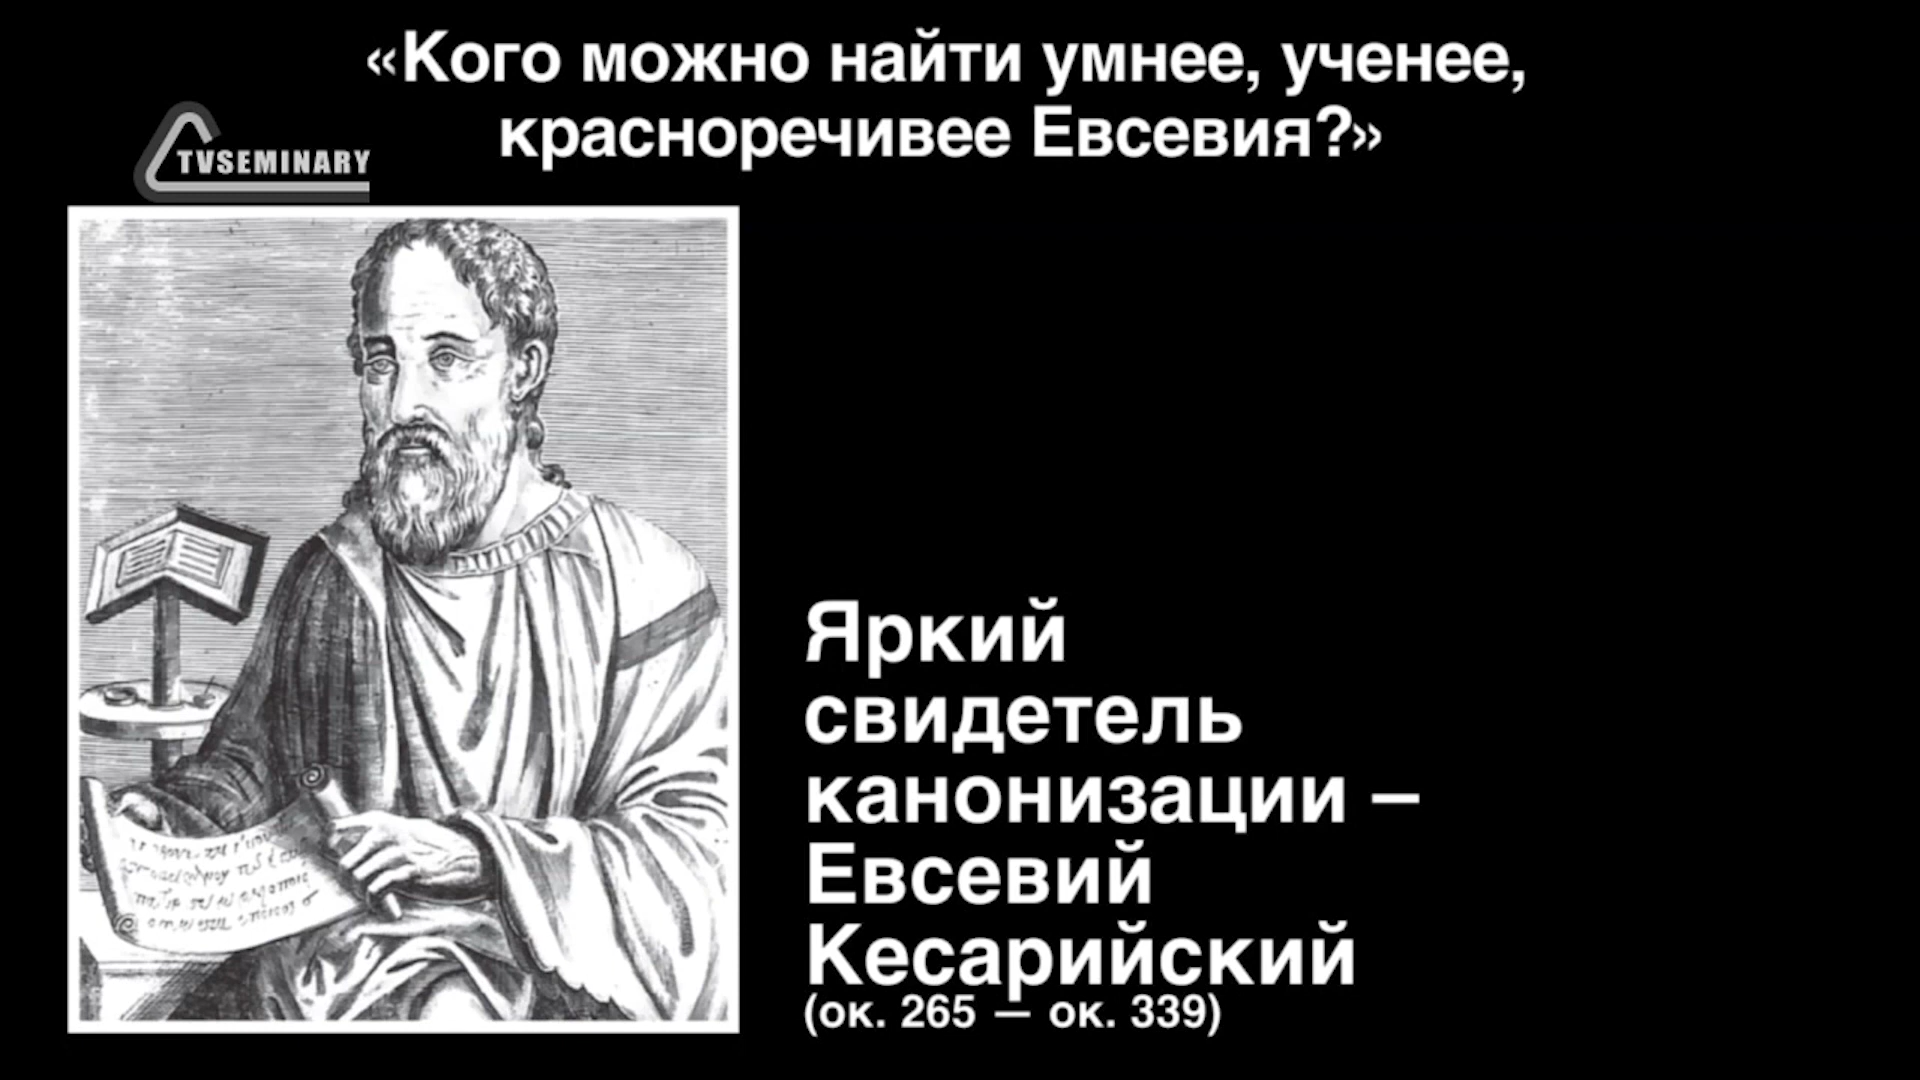 «Кого можно найти умнее, ученее,
красноречивее Евсевия?»
TVSEMINARY
Яркий
свидетель
канонизации –
Евсевий
Кесарийский
(ок. 265 — ок. 339)